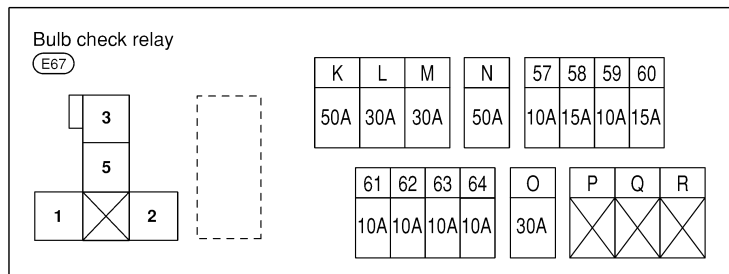 Bulb check relay
E67
3
5
1 2
K L M N 57 58 59 60
50A 30A 30A 50A 10A 15A 10A 15A
61 62 63 64 O P Q R
10A 10A 10A 10A 30A